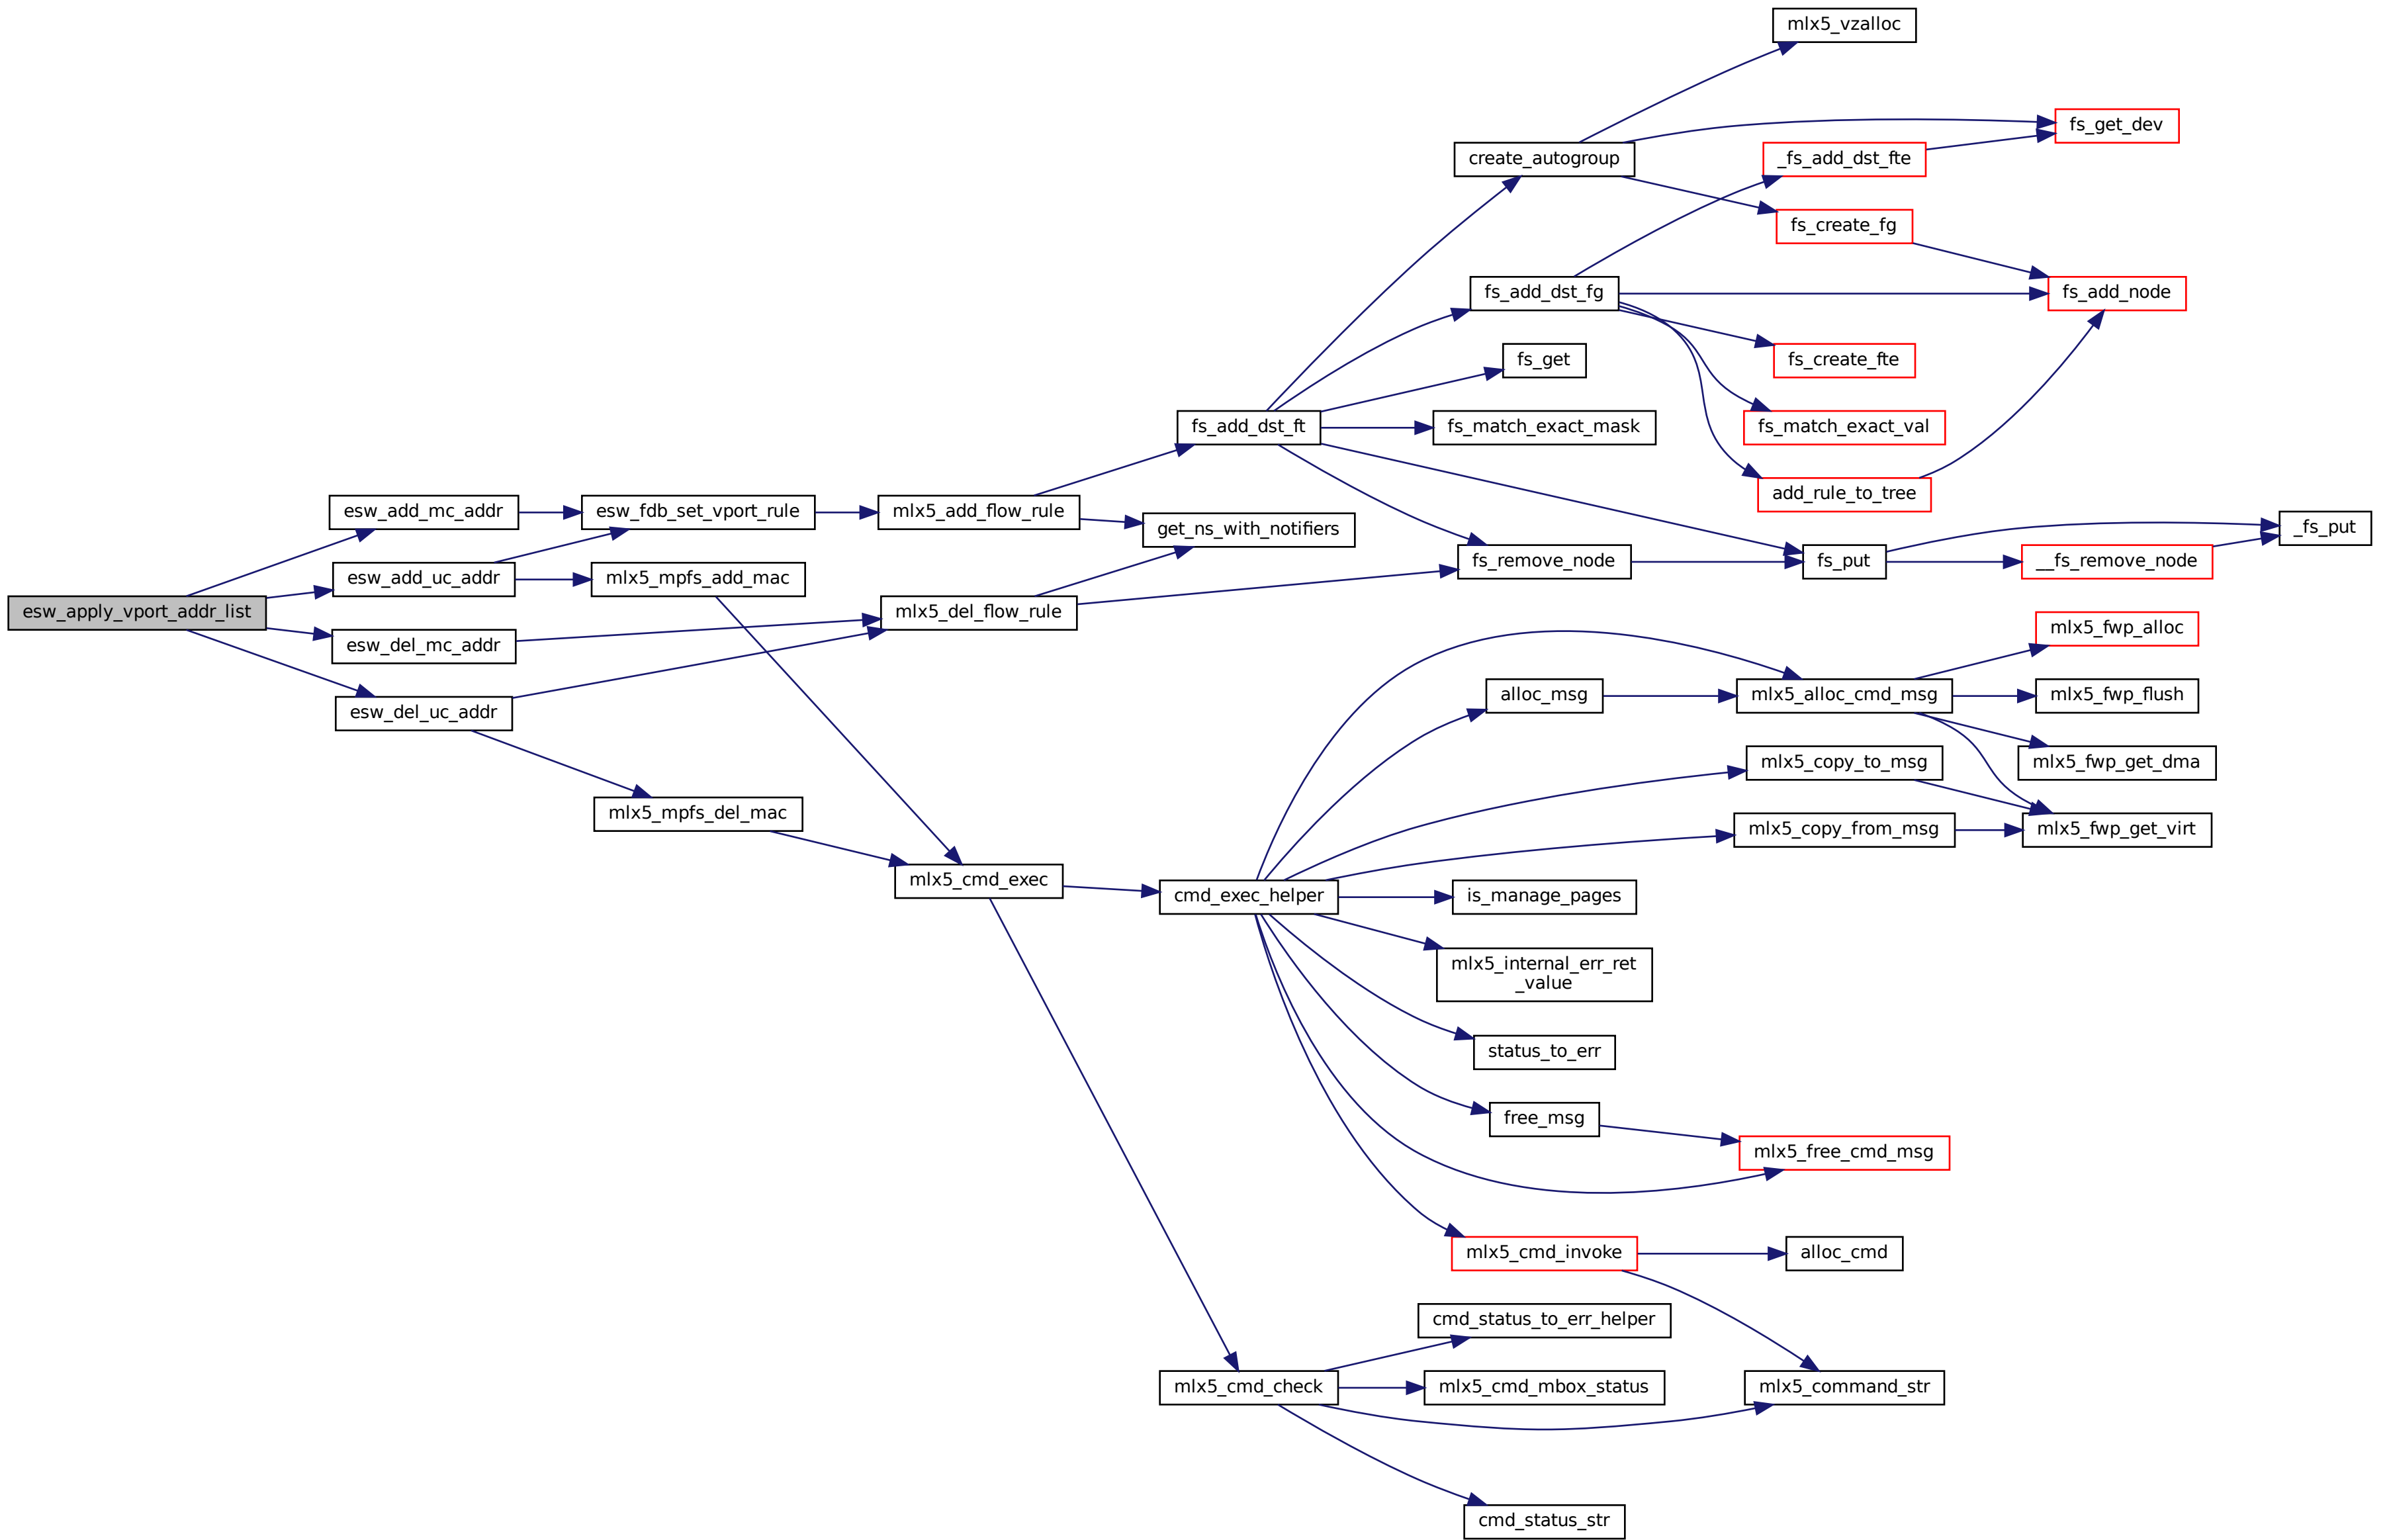 mlx5_vzalloc
fs_get_dev
create_autogroup
_fs_add_dst_fte
fs_create_fg
fs_add_dst_fg
fs_add_node
fs_get
fs_create_fte
fs_add_dst_ft
fs_match_exact_mask
fs_match_exact_val
add_rule_to_tree
esw_add_mc_addr
esw_fdb_set_vport_rule
mlx5_add_flow_rule
get_ns_with_notifiers
_fs_put
esw_add_uc_addr
mlx5_mpfs_add_mac
fs_remove_node
fs_put
__fs_remove_node
esw_apply_vport_addr_list
mlx5_del_flow_rule
mlx5_fwp_alloc
esw_del_mc_addr
alloc_msg
mlx5_alloc_cmd_msg
mlx5_fwp_flush
esw_del_uc_addr
mlx5_copy_to_msg
mlx5_fwp_get_dma
mlx5_mpfs_del_mac
mlx5_copy_from_msg
mlx5_fwp_get_virt
mlx5_cmd_exec
cmd_exec_helper
is_manage_pages
mlx5_internal_err_ret
_value
status_to_err
free_msg
mlx5_free_cmd_msg
mlx5_cmd_invoke
alloc_cmd
cmd_status_to_err_helper
mlx5_cmd_check
mlx5_cmd_mbox_status
mlx5_command_str
cmd_status_str